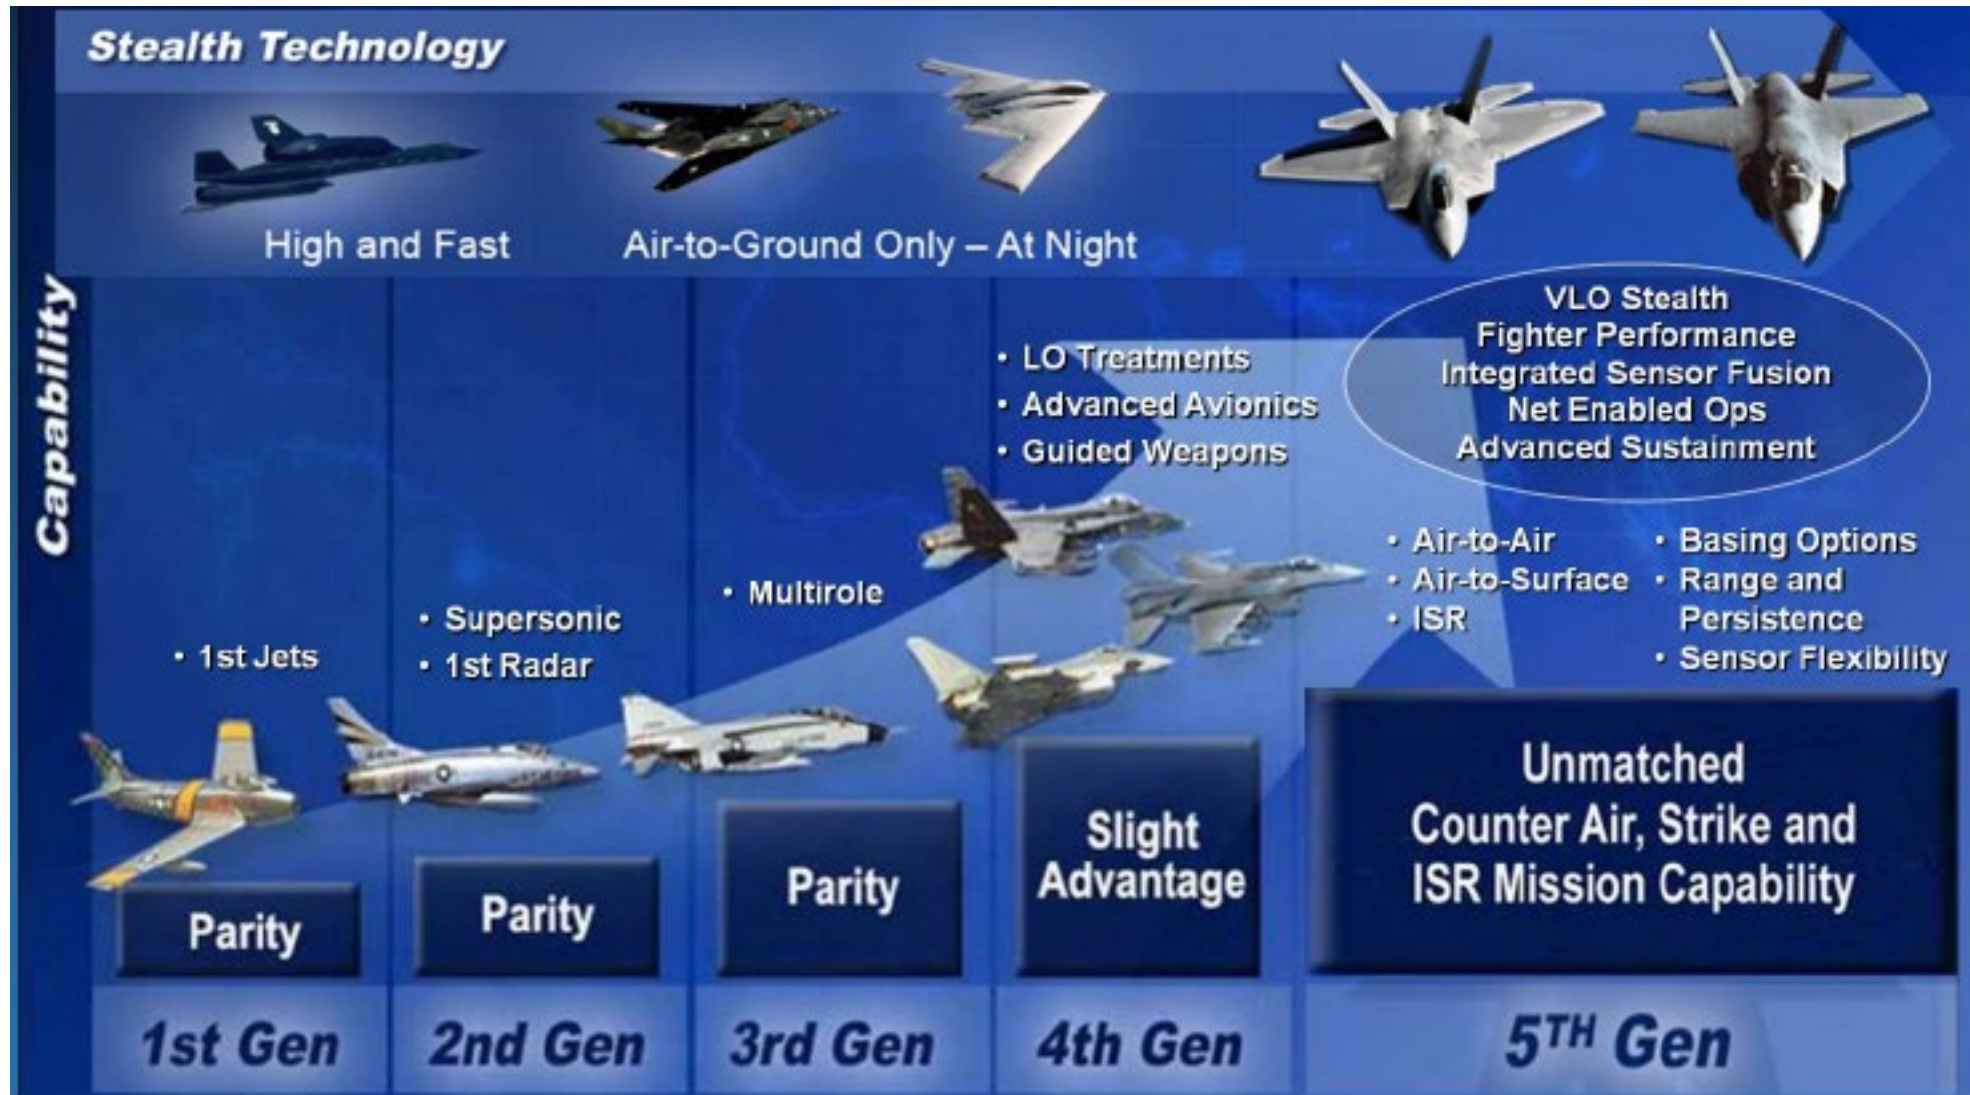 Stealth Technology
High and Fast
Air-to-Ground Only – At Night
Capability
• 1st Jets
• Supersonic
• 1st Radar
• Multirole
• LO Treatments
• Advanced Avionics
• Guided Weapons
VLO Stealth
Fighter Performance
Integrated Sensor Fusion
Net Enabled Ops
Advanced Sustainment
• Air-to-Air
• Air-to-Surface
• ISR
• Basing Options
• Range and
Persistence
• Sensor Flexibility
Parity
Parity
Parity
Slight
Advantage
Unmatched
Counter Air, Strike and
ISR Mission Capability
1st Gen
2nd Gen
3rd Gen
4th Gen
5TH Gen